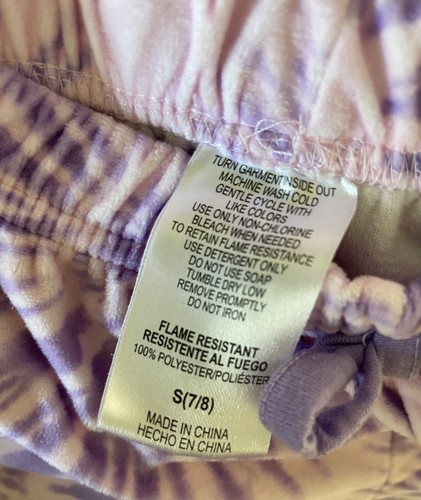 TURN GARMENT INSIDE OUT
MACHINE WASH COLD
GENTLE CYCLE WITH
LIKE COLORS
USE ONLY NON-CHLORINE
BLEACH WHEN NEEDED
TO RETAIN FLAME RESISTANCE
USE DETERGENT ONLY
DO NOT USE SOAP
TUMBLE DRY LOW
REMOVE PROMPTLY
DO NOT IRON
FLAME RESISTANT
RESISTENTE AL FUEGO
100% POLYESTER/POLIÉSTER
S(7/8)
MADE IN CHINA
HECHO EN CHINA